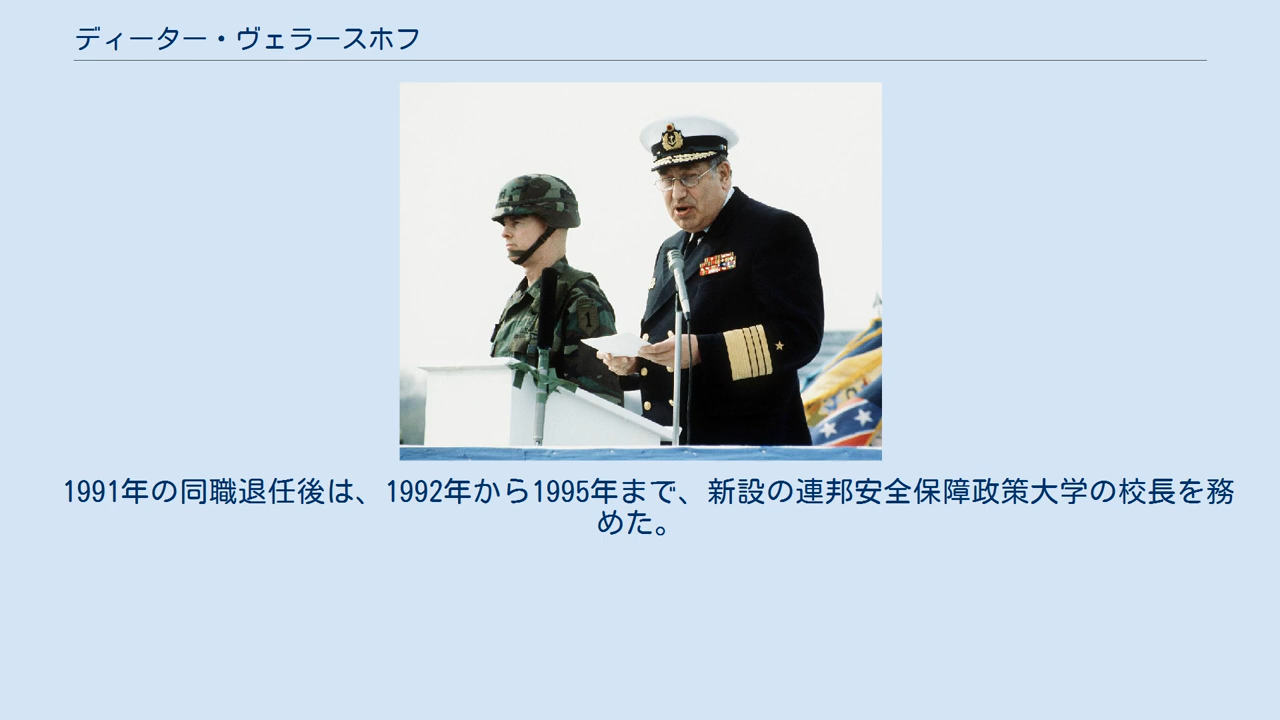 ディーター・ヴェラースホフ
1
1991年の同職退任後は、1992年から1995年まで、新設の連邦安全保障政策大学の校長を務
めた。